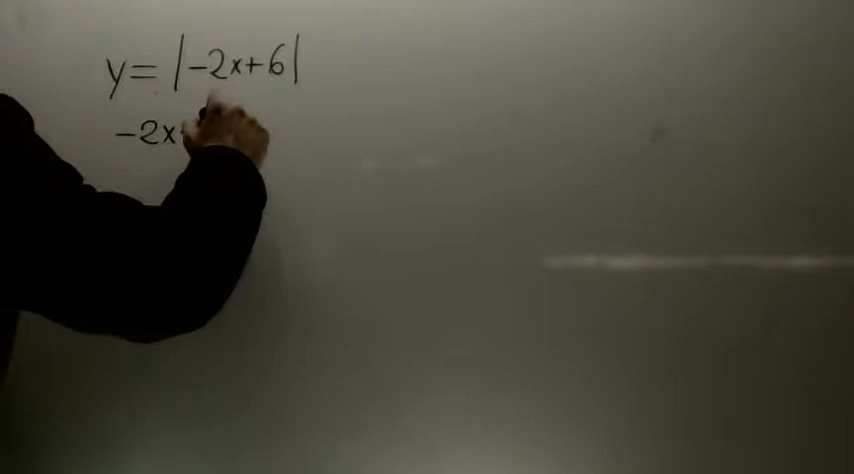 y = |-2x+6|
-2x